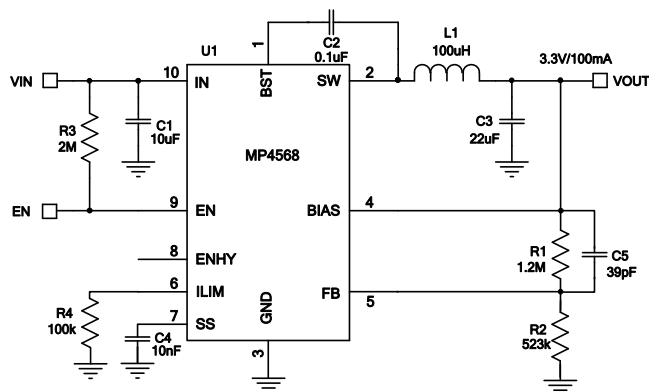 U1
1
C2
0.1uF
L1
100uH
3.3V/100mA
VIN
10
IN
BST
SW
2
VOUT
R3
2M
C1
10uF
C3
22uF
MP4568
EN
9
EN
BIAS
4
8
ENHY
R1
1.2M
C5
39pF
6
ILIM
GND
FB
5
R4
100k
7
SS
C4
10nF
3
R2
523k